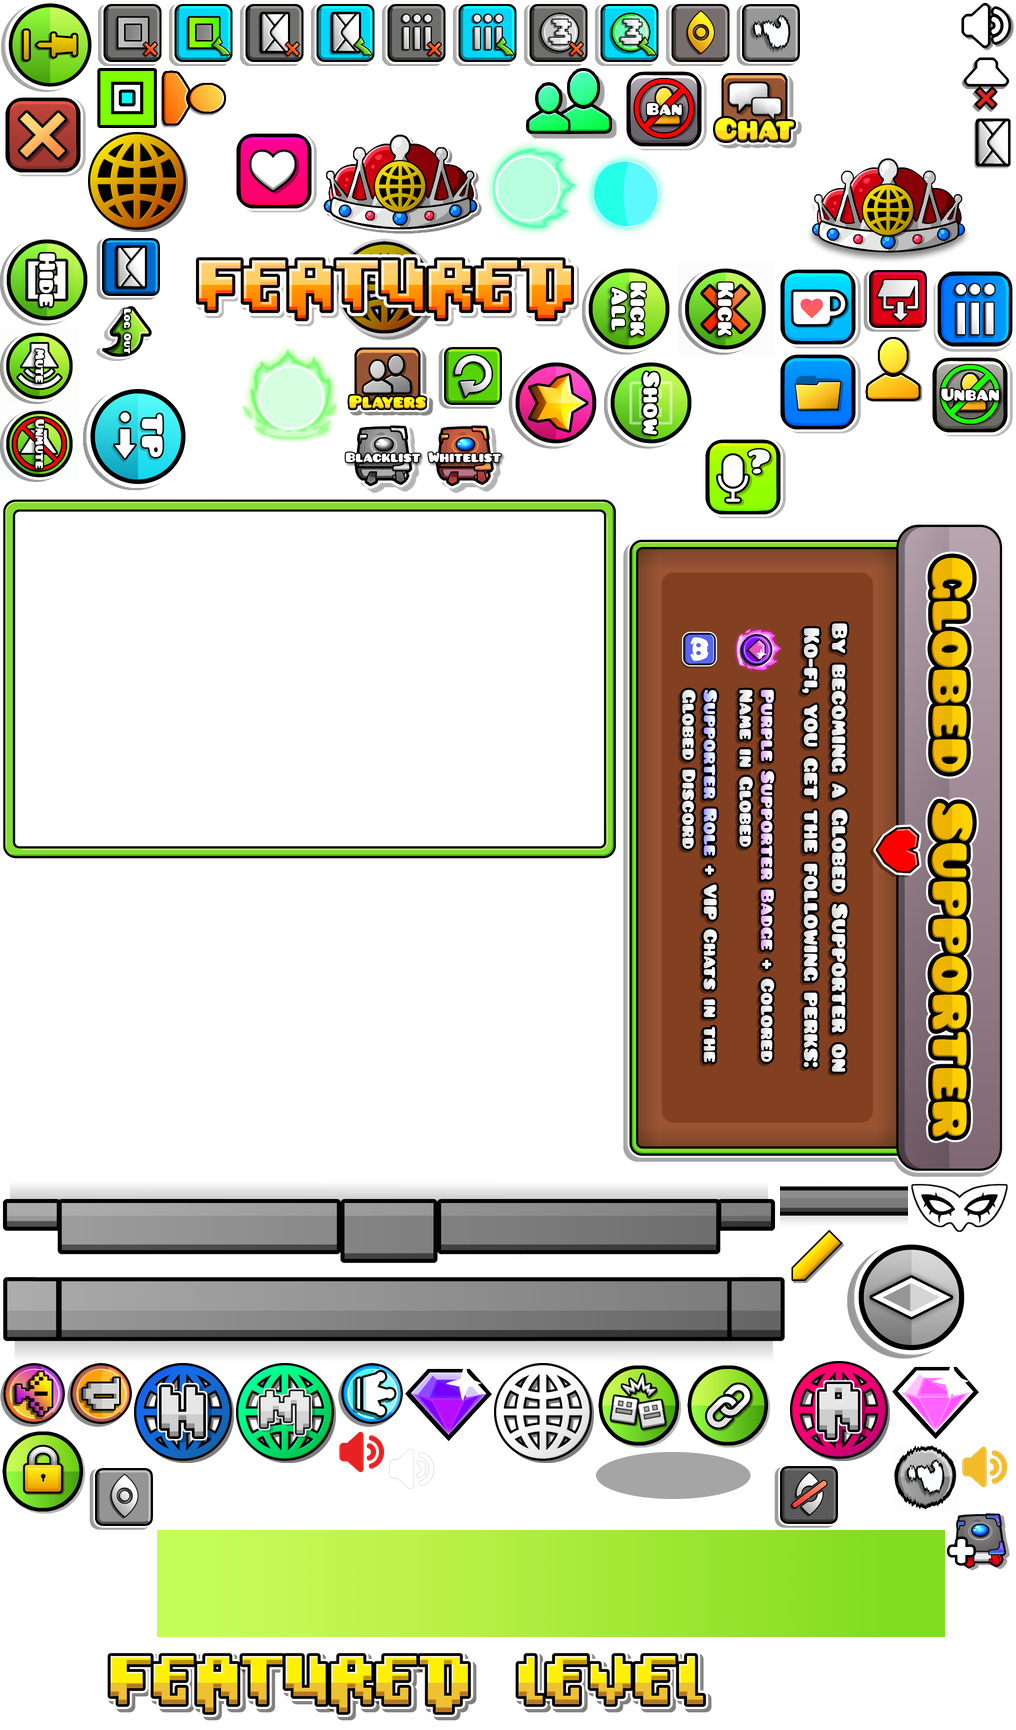 BAN
CHAT
HIDE
LOG OUT
FEATURED
KICK
ALL
KICK
MUTE
UNMUTE
TP
PLAYERS
SHOW
UNBAN
BLACKLIST
WHITELIST
?
GLOBED SUPPORTER
BY BECOMING A GLOBED SUPPORTER ON
KO-FI, YOU GET THE FOLLOWING PERKS:
PURPLE SUPPORTER BADGE + COLORED
NAME IN GLOBED
SUPPORTER ROLE + VIP CHATS IN THE
GLOBED DISCORD
M
A
FEATURED LEVEL